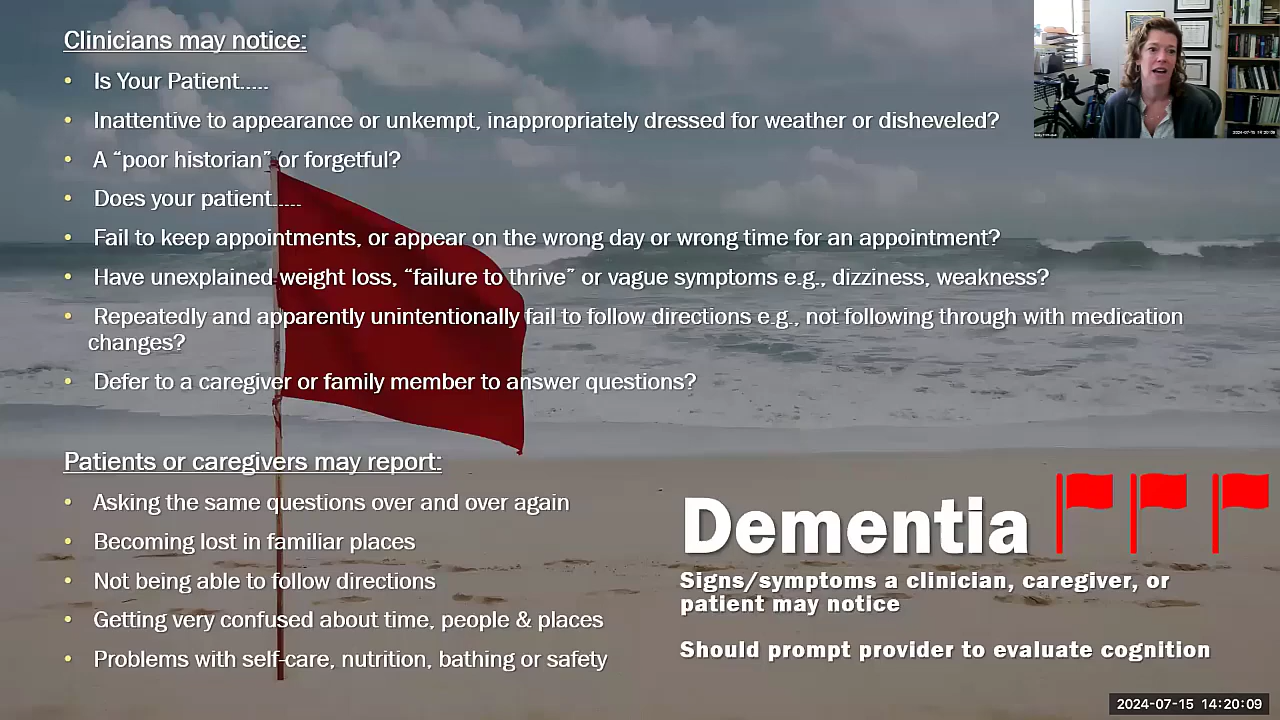 Clinicians may notice:
• Is Your Patient.....
• Inattentive to appearance or unkempt, inappropriately dressed for weather or disheveled?
• A “poor historian” or forgetful?
• Does your patient.....
• Fail to keep appointments, or appear on the wrong day or wrong time for an appointment?
• Have unexplained weight loss, “failure to thrive” or vague symptoms e.g., dizziness, weakness?
• Repeatedly and apparently unintentionally fail to follow directions e.g., not following through with medication
changes?
• Defer to a caregiver or family member to answer questions?
Patients or caregivers may report:
• Asking the same questions over and over again
• Becoming lost in familiar places
• Not being able to follow directions
• Getting very confused about time, people & places
• Problems with self-care, nutrition, bathing or safety
Dementia
Signs/symptoms a clinician, caregiver, or
patient may notice
Should prompt provider to evaluate cognition
2024-07-15 14:20:09